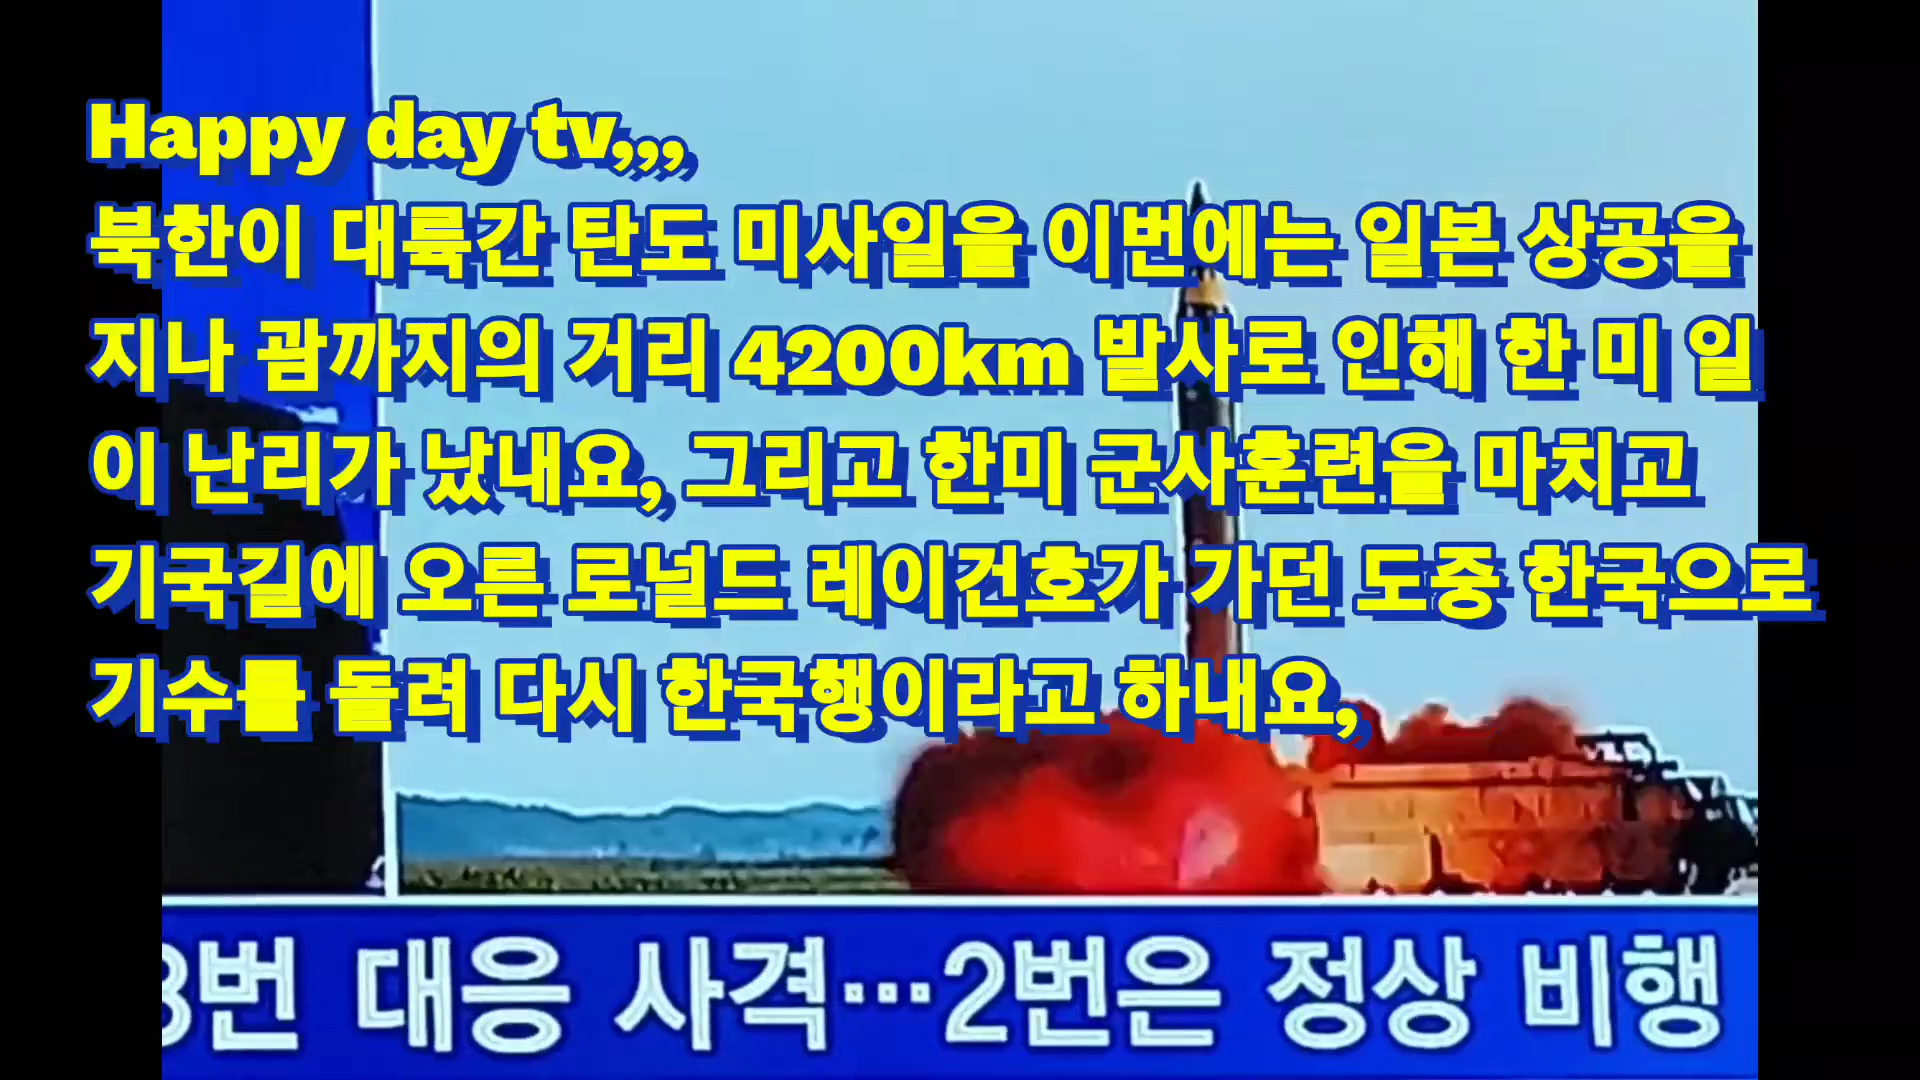 Happy day tv,,,
북한이 대륙간 탄도 미사일을 이번에는 일본 상공을
지나 괌까지의 거리 4200km 발사로 인해 한 미 일
이 난리가 났내요, 그리고 한미 군사훈련을 마치고
기국길에 오른 로널드 레이건호가 가던 도중 한국으로
기수를 돌려 다시 한국행이라고 하내요,
3번 대응 사격…2번은 정상 비행